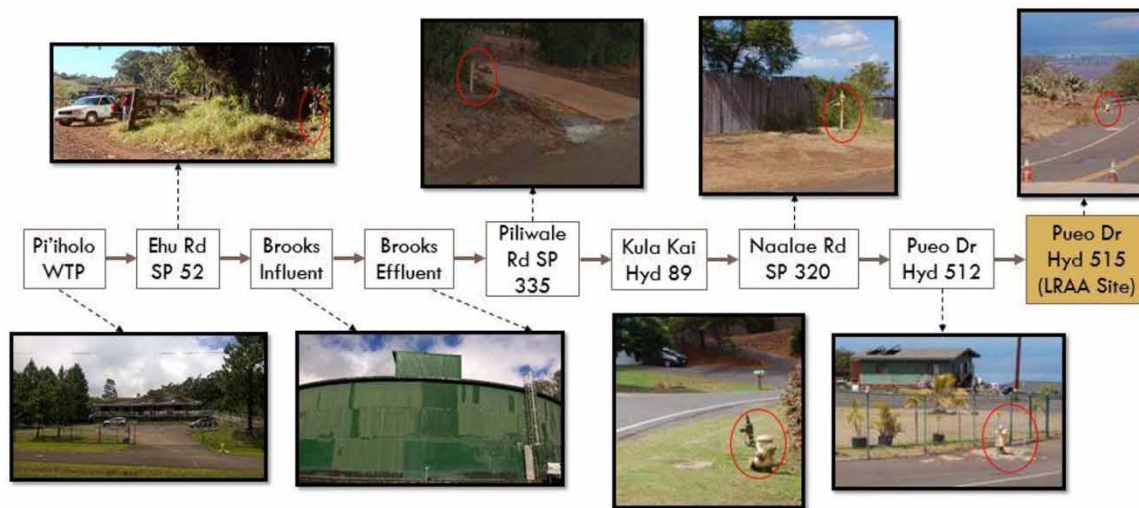 Pi'iholo
WTP
Ehu Rd
SP 52
Brooks
Influent
Brooks
Effluent
Piliwale
Rd SP
335
Kula Kai
Hyd 89
Naalae Rd
SP 320
Pueo Dr
Hyd 512
Pueo Dr
Hyd 515
(LRAA Site)